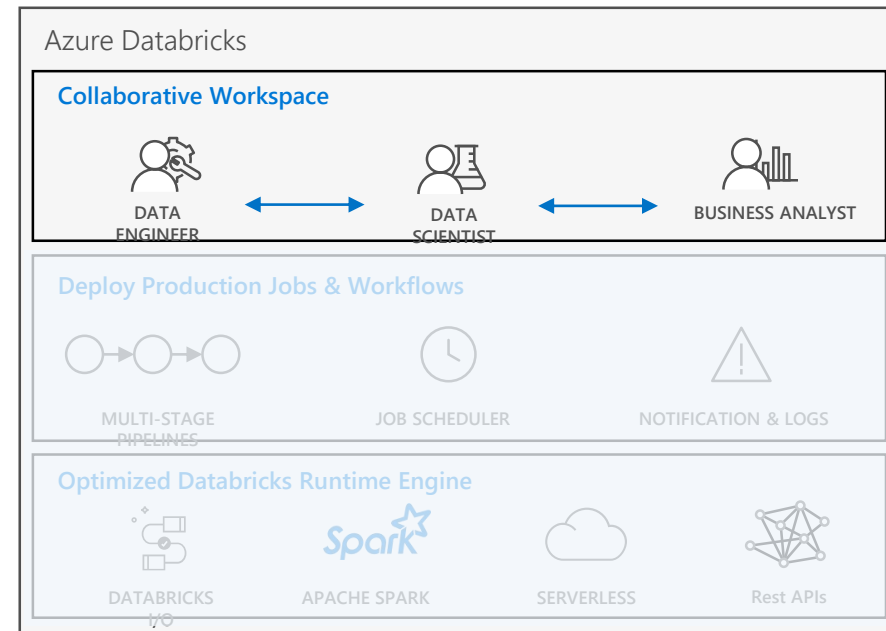 Azure Databricks
Collaborative Workspace
DATA
ENGINEER
DATA
SCIENTIST
BUSINESS ANALYST
Deploy Production Jobs & Workflows
MULTI-STAGE
PIPELINES
JOB SCHEDULER
NOTIFICATION & LOGS
Optimized Databricks Runtime Engine
Spark
DATABRICKS
I/O
APACHE SPARK
SERVERLESS
Rest APIs